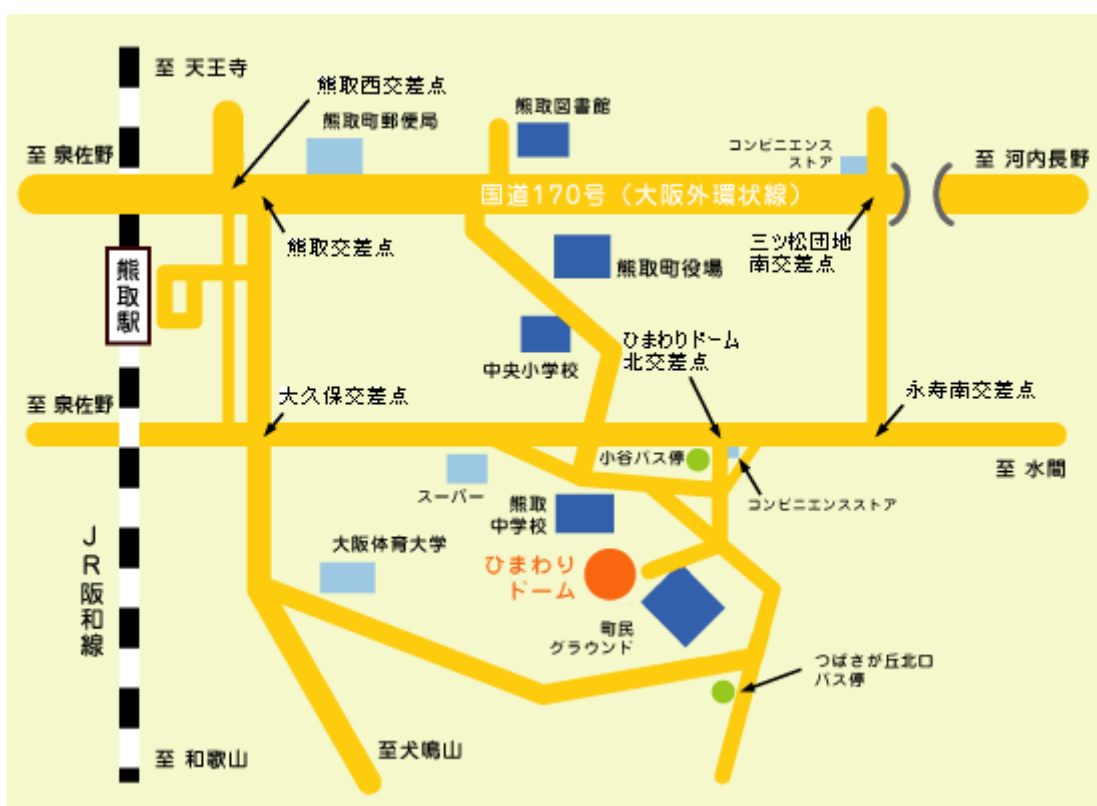 至 天王寺
熊取西交差点
熊取町郵便局
熊取図書館
コンビニエンス
ストア
至 泉佐野
至 河内長野
国道170号(大阪外環状線)
熊取交差点
三ツ松団地
南交差点
熊取町役場
熊取駅
ひまわりドーム
北交差点
中央小学校
至 泉佐野
大久保交差点
永寿南交差点
小谷バス停
至 水間
スーパー
コンビニエンスストア
熊取
中学校
JR阪和線
大阪体育大学
ひまわり
ドーム
町民
グラウンド
つばさが丘北口
バス停
至 和歌山
至犬鳴山